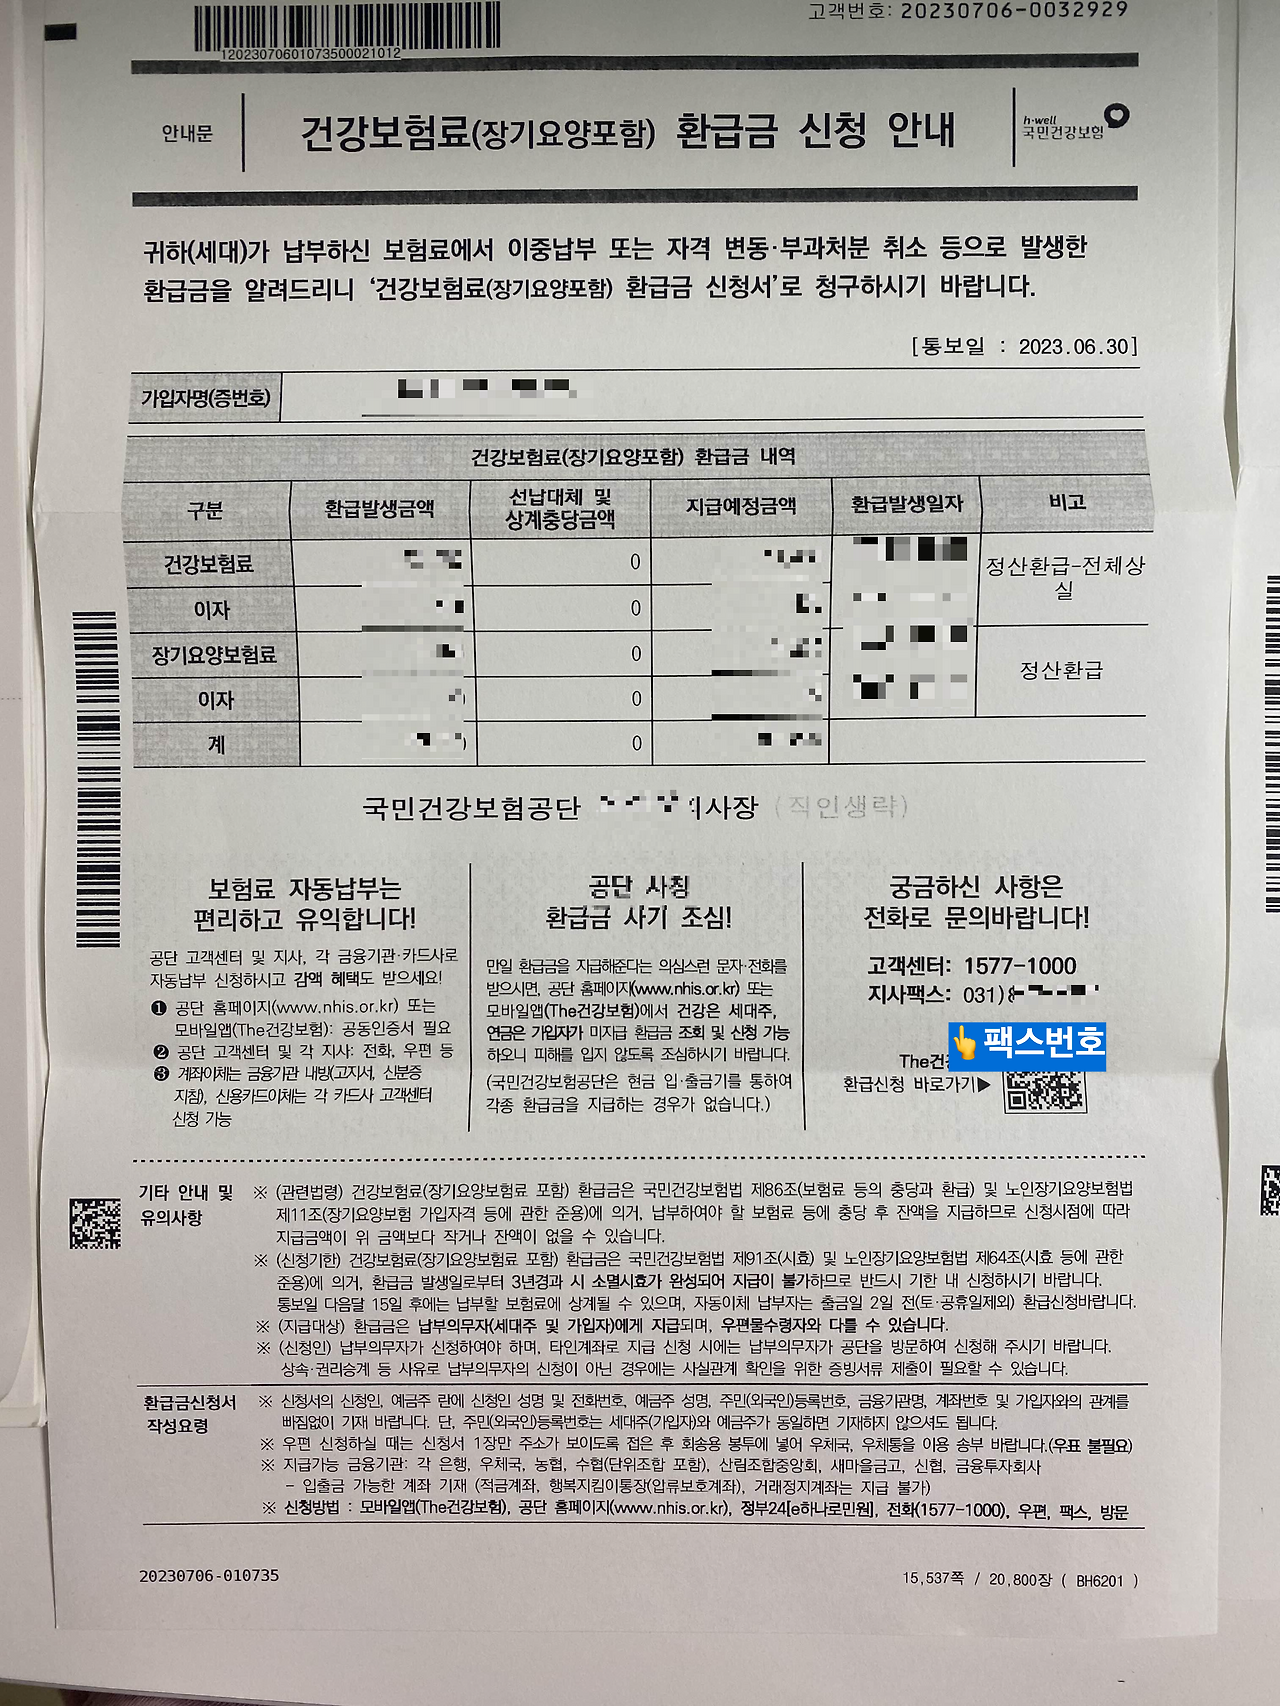 고객번호: 20230706-0032929
1202307060107350002101​2
안내문
건강보험료(장기요양포함) 환급금 신청 안내
h·well
국민건강보험
귀하(세대)가 납부하신 보험료에서 이중납부 또는 자격 변동·부과처분 취소 등으로 발생한
환급금을 알려드리니 '건강보험료(장기요양포함) 환급금 신청서'로 청구하시기 바랍니다.
[통보일 : 2023.06.30]
가입자명(증번호)
건강보험료(장기요양포함) 환급금 내역
구분 환급발생금액 선납대체 및 상계충당금액 지급예정금액 환급발생일자 비고
건강보험료 0 정산환급-전체상실
이자 0
장기요양보험료 0 정산환급
이자 0
계 0
국민건강보험공단 사장 (직인생략)
보험료 자동납부는
편리하고 유익합니다!
공단 고객센터 및 지사, 각 금융기관·카드사로
자동납부 신청하시고 감액 혜택도 받으세요!
❶ 공단 홈페이지(www.nhis.or.kr) 또는
모바일앱(The건강보험): 공동인증서 필요
❷ 공단 고객센터 및 각 지사: 전화, 우편 등
❸ 계좌이체는 금융기관 내방(고지서, 신분증
지참), 신용카드이체는 각 카드사 고객센터
신청 가능
공단 사칭
환급금 사기 조심!
만일 환급금을 지급해준다는 의심스런 문자·전화를
받으시면, 공단 홈페이지(www.nhis.or.kr) 또는
모바일앱(The건강보험)에서 건강은 세대주,
연금은 가입자가 미지급 환급금 조회 및 신청 가능
하오니 피해를 입지 않도록 조심하시기 바랍니다.
(국민건강보험공단은 현금 입·출금기를 통하여
각종 환급금을 지급하는 경우가 없습니다.)
궁금하신 사항은
전화로 문의바랍니다!
고객센터: 1577-1000
지사팩스: 031)
👆팩스번호
The건
환급신청 바로가기▶
기타 안내 및
유의사항
※ (관련법령) 건강보험료(장기요양보험료 포함) 환급금은 국민건강보험법 제86조(보험료 등의 충당과 환급) 및 노인장기요양보험법
제11조(장기요양보험 가입자격 등에 관한 준용)에 의거, 납부하여야 할 보험료 등에 충당 후 잔액을 지급하므로 신청시점에 따라
지급금액이 위 금액보다 작거나 잔액이 없을 수 있습니다.
※ (신청기한) 건강보험료(장기요양보험료 포함) 환급금은 국민건강보험법 제91조(시효) 및 노인장기요양보험법 제64조(시효 등에 관한
준용)에 의거, 환급금 발생일로부터 3년경과 시 소멸시효가 완성되어 지급이 불가하므로 반드시 기한 내 신청하시기 바랍니다.
통보일 다음달 15일 후에는 납부할 보험료에 상계될 수 있으며, 자동이체 납부자는 출금일 2일 전(토·공휴일제외) 환급신청바랍니다.
※ (지급대상) 환급금은 납부의무자(세대주 및 가입자)에게 지급되며, 우편물수령자와 다를 수 있습니다.
※ (신청인) 납부의무자가 신청하여야 하며, 타인계좌로 지급 신청 시에는 납부의무자가 공단을 방문하여 신청해 주시기 바랍니다.
상속·권리승계 등 사유로 납부의무자의 신청이 아닌 경우에는 사실관계 확인을 위한 증빙서류 제출이 필요할 수 있습니다.
환급금신청서
작성요령
※ 신청서의 신청인, 예금주 란에 신청인 성명 및 전화번호, 예금주 성명, 주민(외국인)등록번호, 금융기관명, 계좌번호 및 가입자와의 관계를
빠짐없이 기재 바랍니다. 단, 주민(외국인)등록번호는 세대주(가입자)와 예금주가 동일하면 기재하지 않으셔도 됩니다.
※ 우편 신청하실 때는 신청서 1장만 주소가 보이도록 접은 후 회송용 봉투에 넣어 우체국, 우체통을 이용 송부 바랍니다.(우표 불필요)
※ 지급가능 금융기관: 각 은행, 우체국, 농협, 수협(단위조합 포함), 산림조합중앙회, 새마을금고, 신협, 금융투자회사
- 입출금 가능한 계좌 기재 (적금계좌, 행복지킴이통장(압류보호계좌), 거래정지계좌는 지급 불가)
※ 신청방법 : 모바일앱(The건강보험), 공단 홈페이지(www.nhis.or.kr), 정부24[e하나로민원], 전화(1577-1000), 우편, 팩스, 방문
20230706-010735
15,537쪽 / 20,800장 ( BH6201 )